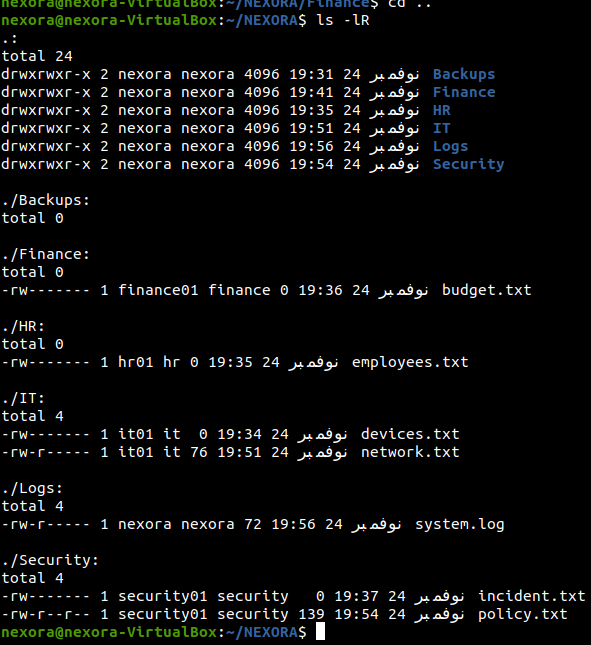 nexora@nexora-VirtualBox:~/NEXORA/Finance$ cd ..
nexora@nexora-VirtualBox:~/NEXORA$ ls -lR
.:
total 24
drwxrwxr-x 2 nexora nexora 4096 19:31 24 نوفمبر Backups
drwxrwxr-x 2 nexora nexora 4096 19:41 24 نوفمبر Finance
drwxrwxr-x 2 nexora nexora 4096 19:35 24 نوفمبر HR
drwxrwxr-x 2 nexora nexora 4096 19:51 24 نوفمبر IT
drwxrwxr-x 2 nexora nexora 4096 19:56 24 نوفمبر Logs
drwxrwxr-x 2 nexora nexora 4096 19:54 24 نوفمبر Security
./Backups:
total 0
./Finance:
total 0
-rw------- 1 finance01 finance 0 19:36 24 نوفمبر budget.txt
./HR:
total 0
-rw------- 1 hr01 hr 0 19:35 24 نوفمبر employees.txt
./IT:
total 4
-rw------- 1 it01 it  0 19:34 24 نوفمبر devices.txt
-rw-r----- 1 it01 it 76 19:51 24 نوفمبر network.txt
./Logs:
total 4
-rw-r----- 1 nexora nexora 72 19:56 24 نوفمبر system.log
./Security:
total 4
-rw------- 1 security01 security   0 19:37 24 نوفمبر incident.txt
-rw-r--r-- 1 security01 security 139 19:54 24 نوفمبر policy.txt
nexora@nexora-VirtualBox:~/NEXORA$